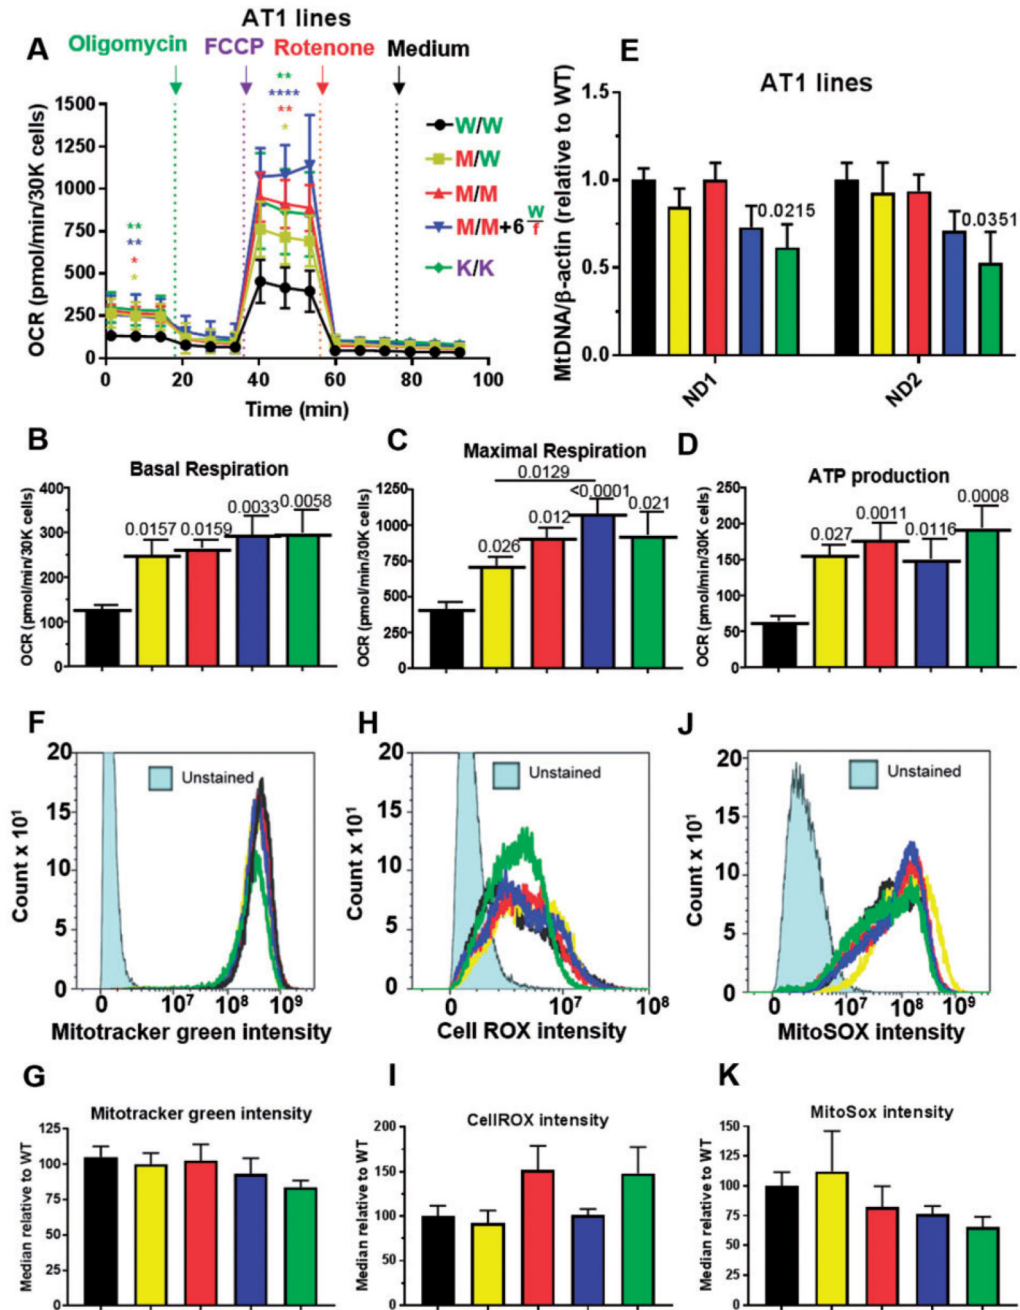 AT1 lines
A
Oligomycin FCCP Rotenone Medium
**
**
*
*
**
****
**
*
OCR (pmol/min/30K cells)
1500
1250
1000
750
500
250
0
0 20 40 60 80 100
Time (min)
W/W
M/W
M/M
M/M+6 W/f
K/K
E
AT1 lines
MtDNA/β-actin (relative to WT)
1.5
1.0
0.5
0.0
0.0215
0.0351
ND1 ND2
B
Basal Respiration
OCR (pmol/min/30K cells)
400
300
200
100
0
0.0157 0.0159 0.0033 0.0058
C
Maximal Respiration
OCR (pmol/min/30K cells)
1250
1000
750
500
250
0
0.0129
0.026 0.012 <0.0001 0.021
D
ATP production
OCR (pmol/min/30K cells)
250
200
150
100
50
0
0.027 0.0011 0.0116 0.0008
F
Count x 10¹
20
15
10
5
0
Unstained
0 10⁷ 10⁸ 10⁹
Mitotracker green intensity
H
Count x 10¹
20
15
10
5
0
Unstained
0 10⁷ 10⁸
Cell ROX intensity
J
Count x 10¹
20
15
10
5
0
Unstained
0 10⁷ 10⁸ 10⁹
MitoSOX intensity
G
Mitotracker green intensity
Median relative to WT
125
100
75
50
25
0
I
CellROX intensity
Median relative to WT
200
150
100
50
0
K
MitoSox intensity
Median relative to WT
150
125
100
75
50
25
0